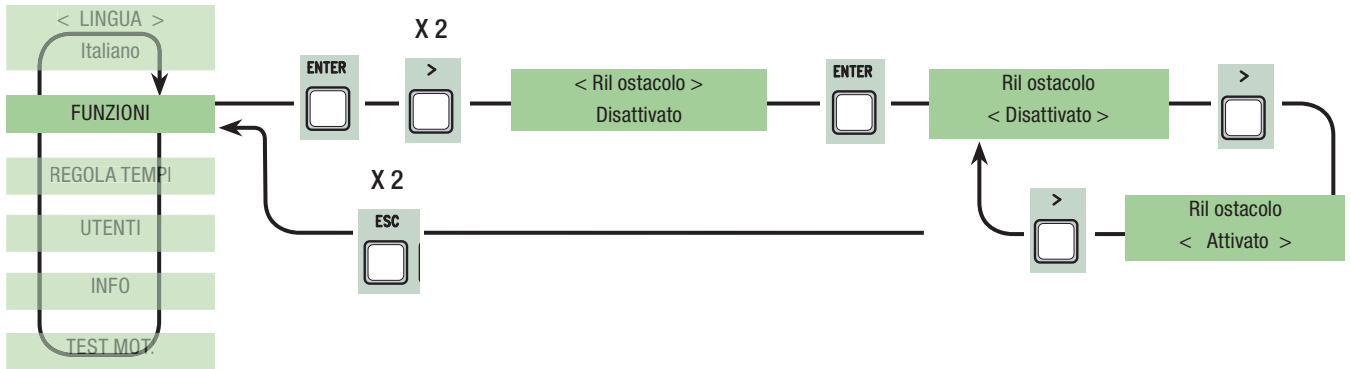 < LINGUA >
Italiano
FUNZIONI
REGOLA TEMPI
UTENTI
INFO
TEST MOT.
ENTER
X 2
>
< Ril ostacolo >
Disattivato
ENTER
Ril ostacolo
< Disattivato >
>
Ril ostacolo
< Attivato >
>
X 2
ESC